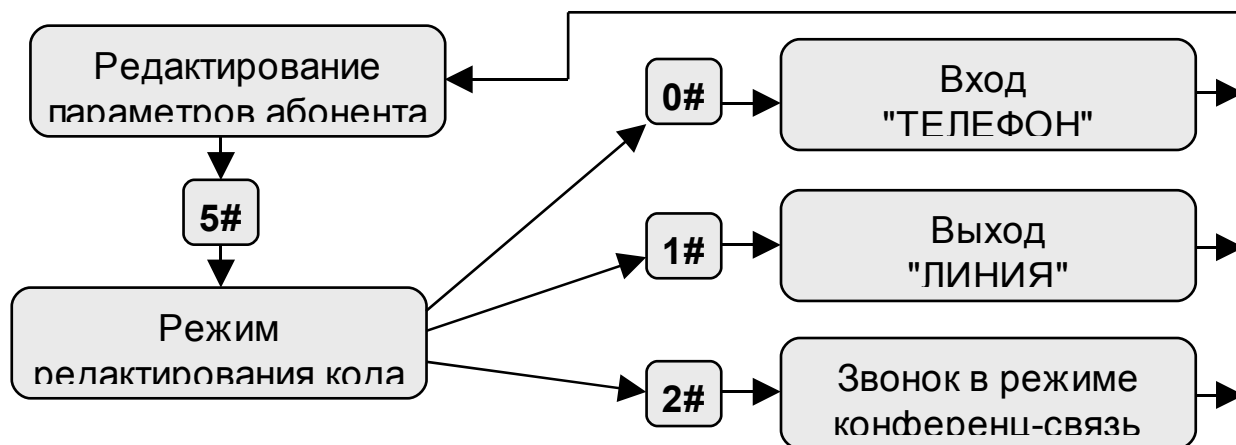 Редактирование
параметров абонента
5#
Режим
редактирования кода
0#
Вход
"ТЕЛЕФОН"
1#
Выход
"ЛИНИЯ"
2#
Звонок в режиме
конференц-связь